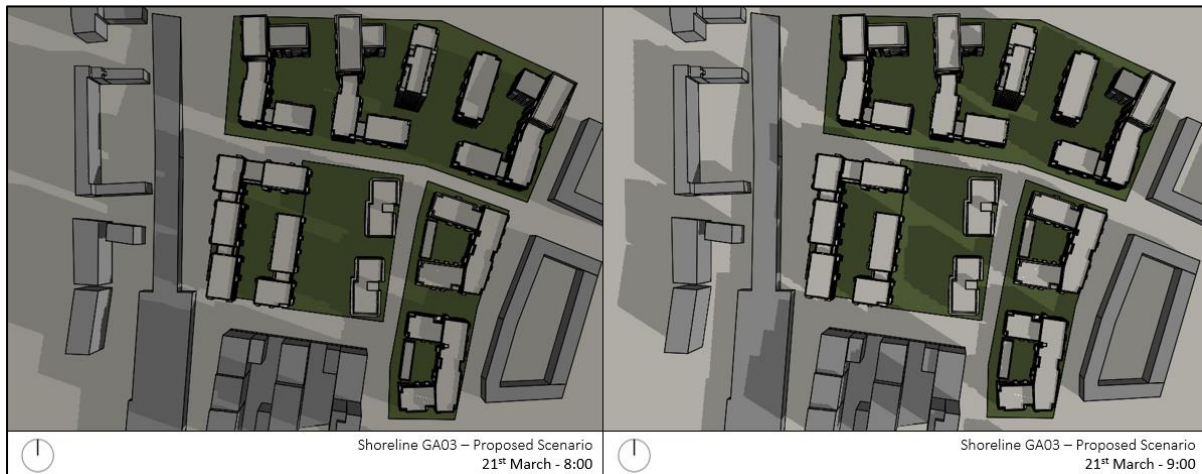 Shoreline GA03 – Proposed Scenario
21st March - 8:00
Shoreline GA03 – Proposed Scenario
21st March - 9:00